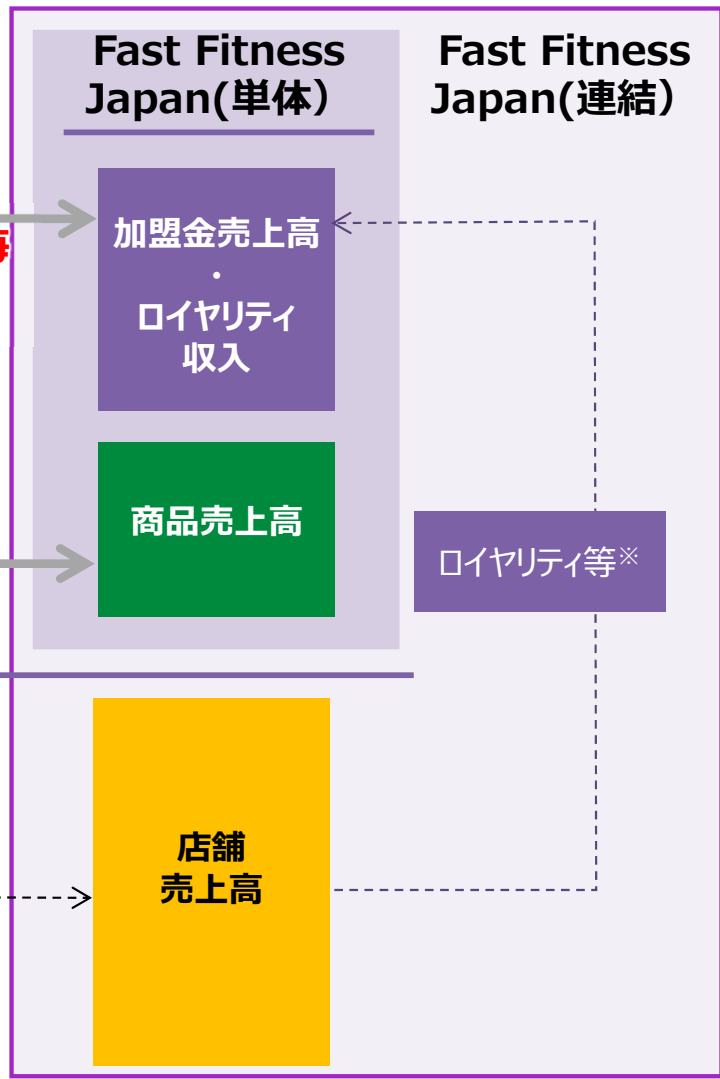 Fast Fitness
Japan(単体）
Fast Fitness
Japan(連結）
加盟金売上高
・
ロイヤリティ
収入
商品売上高
ロイヤリティ等※
店舗
売上高